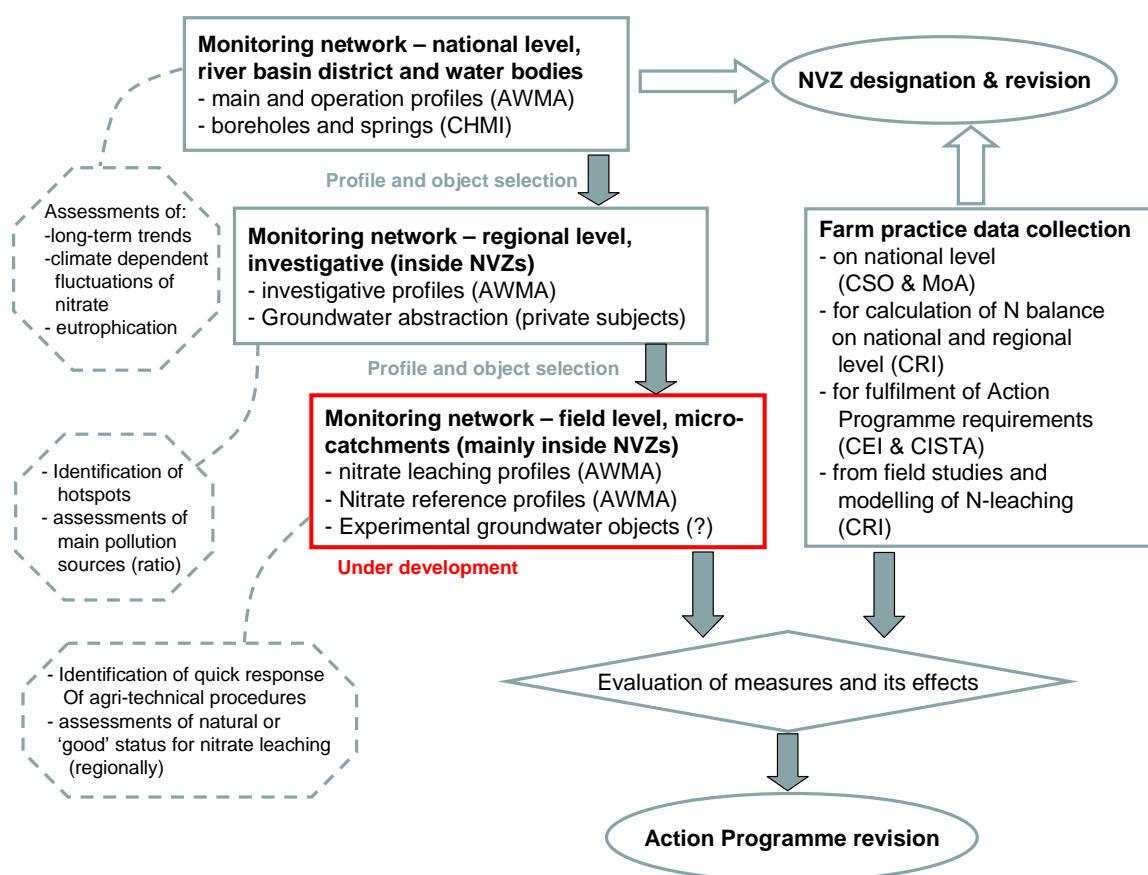 Monitoring network – national level,
river basin district and water bodies
- main and operation profiles (AWMA)
- boreholes and springs (CHMI)
NVZ designation & revision
Profile and object selection
Assessments of:
-long-term trends
-climate dependent
fluctuations of
nitrate
- eutrophication
Monitoring network – regional level,
investigative (inside NVZs)
- investigative profiles (AWMA)
- Groundwater abstraction (private subjects)
Farm practice data collection
- on national level
(CSO & MoA)
- for calculation of N balance
on national and regional
level (CRI)
- for fulfilment of Action
Programme requirements
(CEI & CISTA)
- from field studies and
modelling of N-leaching
(CRI)
Profile and object selection
Monitoring network – field level, micro-
catchments (mainly inside NVZs)
- nitrate leaching profiles (AWMA)
- Nitrate reference profiles (AWMA)
- Experimental groundwater objects (?)
Under development
- Identification of
hotspots
- assessments of
main pollution
sources (ratio)
- Identification of quick response
Of agri-technical procedures
- assessments of natural or
'good' status for nitrate leaching
(regionally)
Evaluation of measures and its effects
Action Programme revision